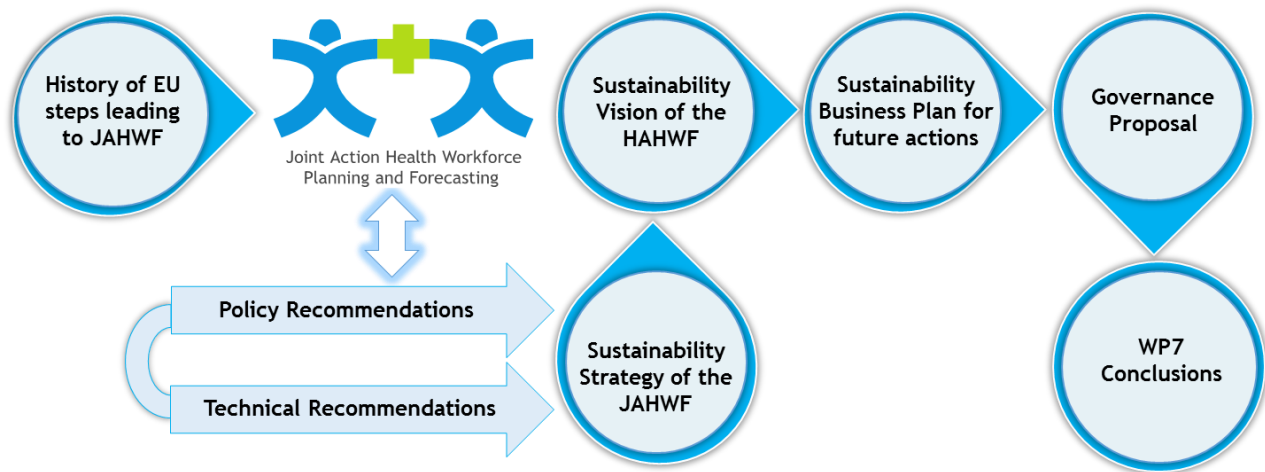 History of EU
steps leading
to JAHWF
Joint Action Health Workforce
Planning and Forecasting
Policy Recommendations
Technical Recommendations
Sustainability
Strategy of the
JAHWF
Sustainability
Vision of the
HAHWF
Sustainability
Business Plan for
future actions
Governance
Proposal
WP7
Conclusions